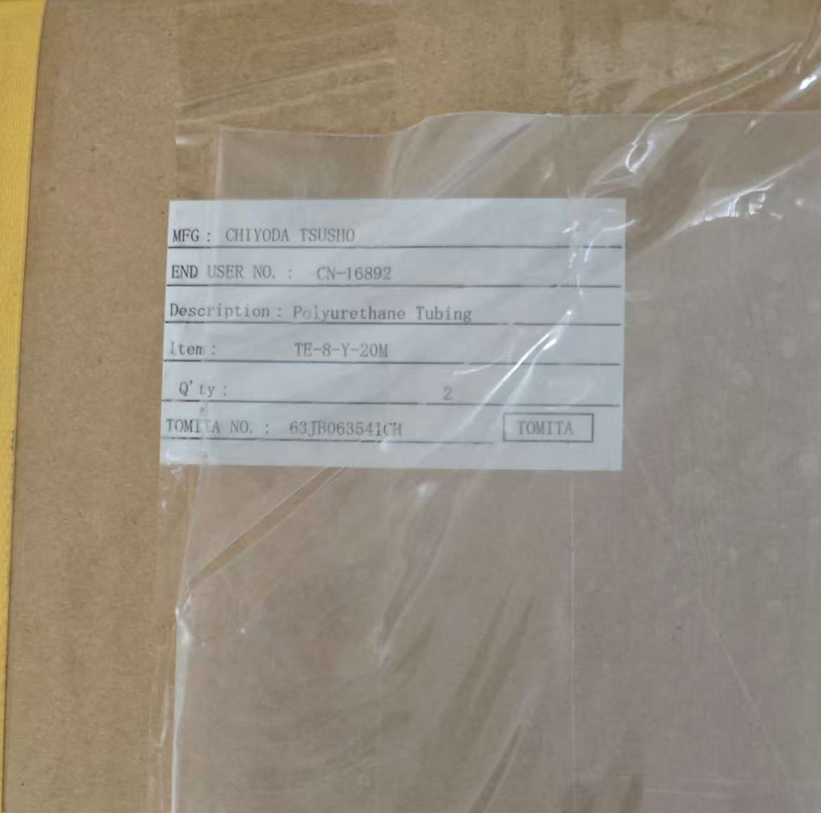 MFG : CHIYODA TSUSHO
END USER NO. : CN-16892
Description : Polyurethane Tubing
Item : TE-8-Y-20M
Q'ty : 2
TOMITA NO. : 63JB063541CH TOMITA